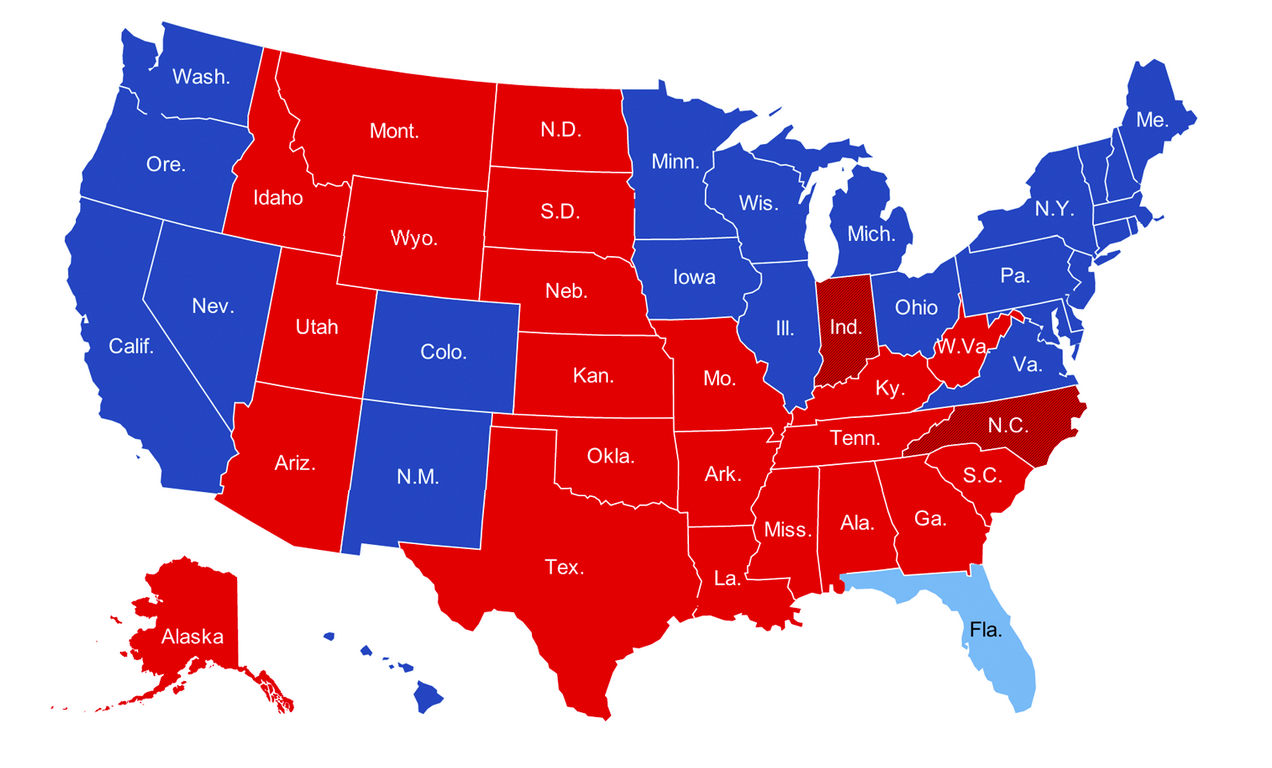 Wash.
Me.
Mont.
N.D.
Minn.
Ore.
Idaho
S.D.
Wis.
N.Y.
Mich.
Wyo.
Neb.
Iowa
Pa.
Nev.
Utah
Ill.
Ind.
Ohio
Calif.
Colo.
W.Va.
Va.
Kan.
Mo.
Ky.
N.C.
Tenn.
Ariz.
Okla.
N.M.
Ark.
S.C.
Miss.
Ala.
Ga.
Tex.
La.
Fla.
Alaska